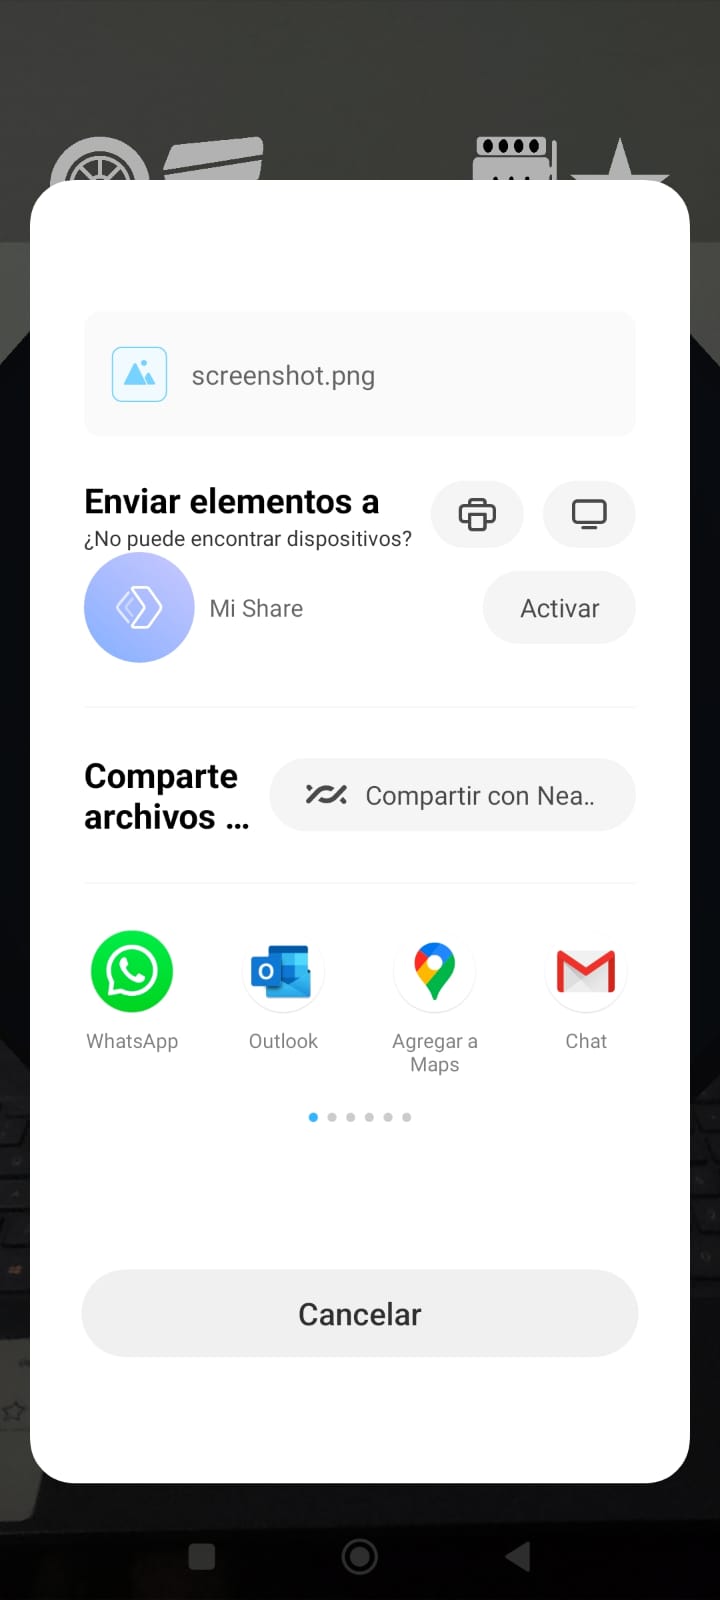 screenshot.png
Enviar elementos a
¿No puede encontrar dispositivos?
Mi Share
Activar
Comparte
archivos ...
Compartir con Nea..
WhatsApp
Outlook
Agregar a
Maps
Chat
Cancelar